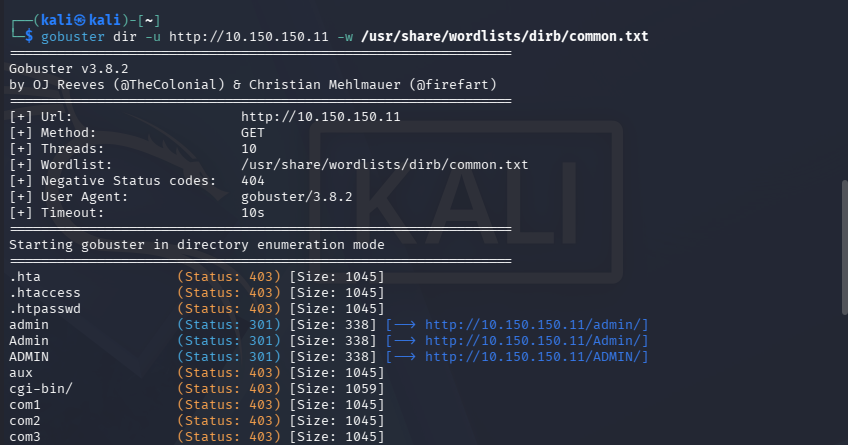 ┌──(kali㉿kali)-[~]
└─$ gobuster dir -u http://10.150.150.11 -w /usr/share/wordlists/dirb/common.txt
===============================================================
Gobuster v3.8.2
by OJ Reeves (@TheColonial) & Christian Mehlmauer (@firefart)
===============================================================
[+] Url:                     http://10.150.150.11
[+] Method:                  GET
[+] Threads:                 10
[+] Wordlist:                /usr/share/wordlists/dirb/common.txt
[+] Negative Status codes:   404
[+] User Agent:              gobuster/3.8.2
[+] Timeout:                 10s
===============================================================
Starting gobuster in directory enumeration mode
===============================================================
.hta                 (Status: 403) [Size: 1045]
.htaccess            (Status: 403) [Size: 1045]
.htpasswd            (Status: 403) [Size: 1045]
admin                (Status: 301) [Size: 338] [--> http://10.150.150.11/admin/]
Admin                (Status: 301) [Size: 338] [--> http://10.150.150.11/Admin/]
ADMIN                (Status: 301) [Size: 338] [--> http://10.150.150.11/ADMIN/]
aux                  (Status: 403) [Size: 1045]
cgi-bin/             (Status: 403) [Size: 1059]
com1                 (Status: 403) [Size: 1045]
com2                 (Status: 403) [Size: 1045]
com3                 (Status: 403) [Size: 1045]
KALI